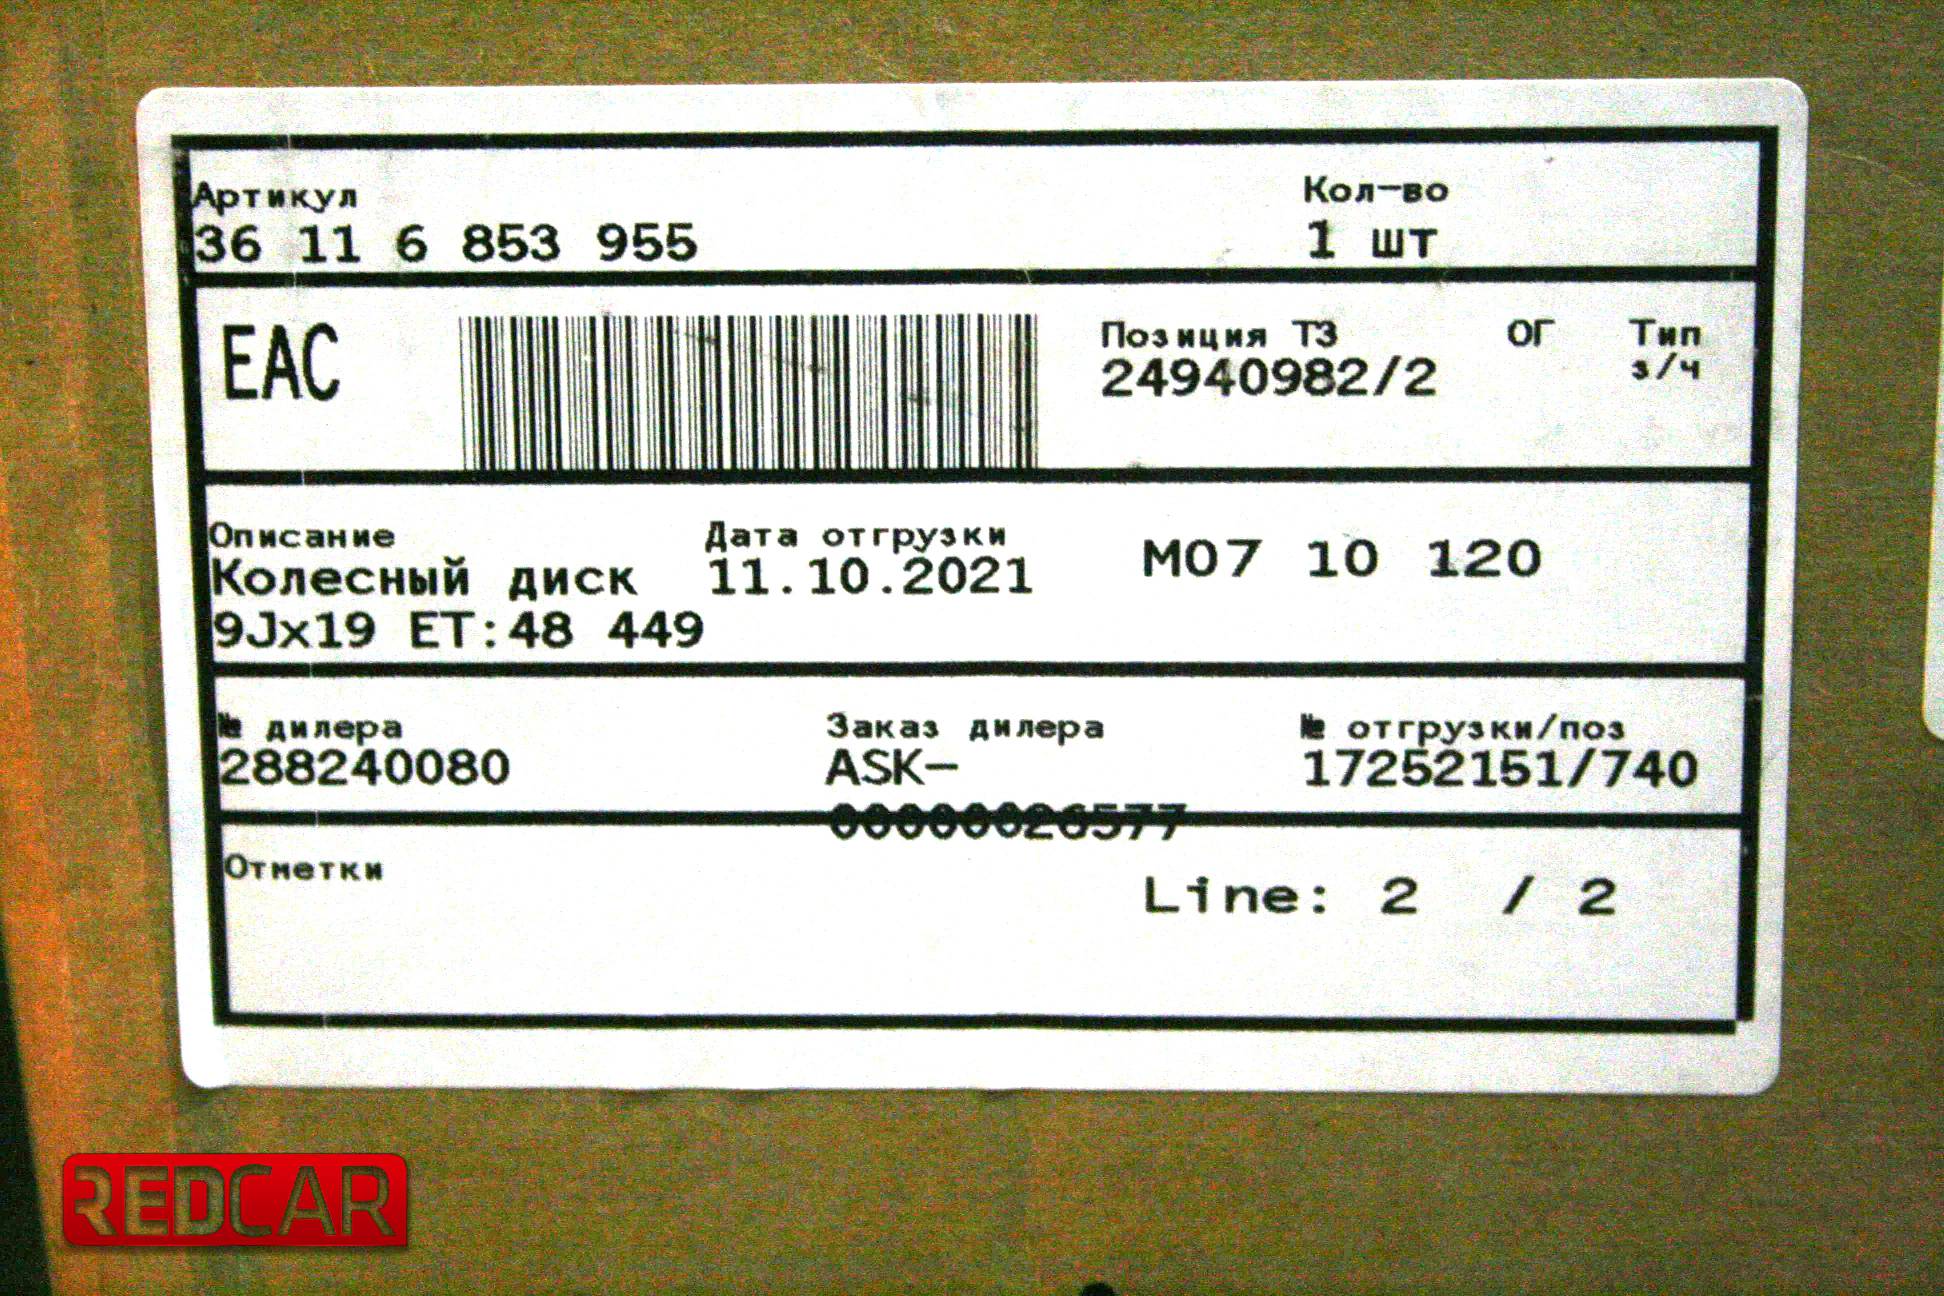 Артикул
36 11 6 853 955
Кол-во
1 шт
EAC
Позиция ТЗ
24940982/2
ОГ
Тип
з/ч
Описание
Колесный диск
9Jx19 ET:48 449
Дата отгрузки
11.10.2021
M07 10 120
№ дилера
288240080
Заказ дилера
ASK-
00000026577
№ отгрузки/поз
17252151/740
Отметки
Line: 2 / 2
REDCAR